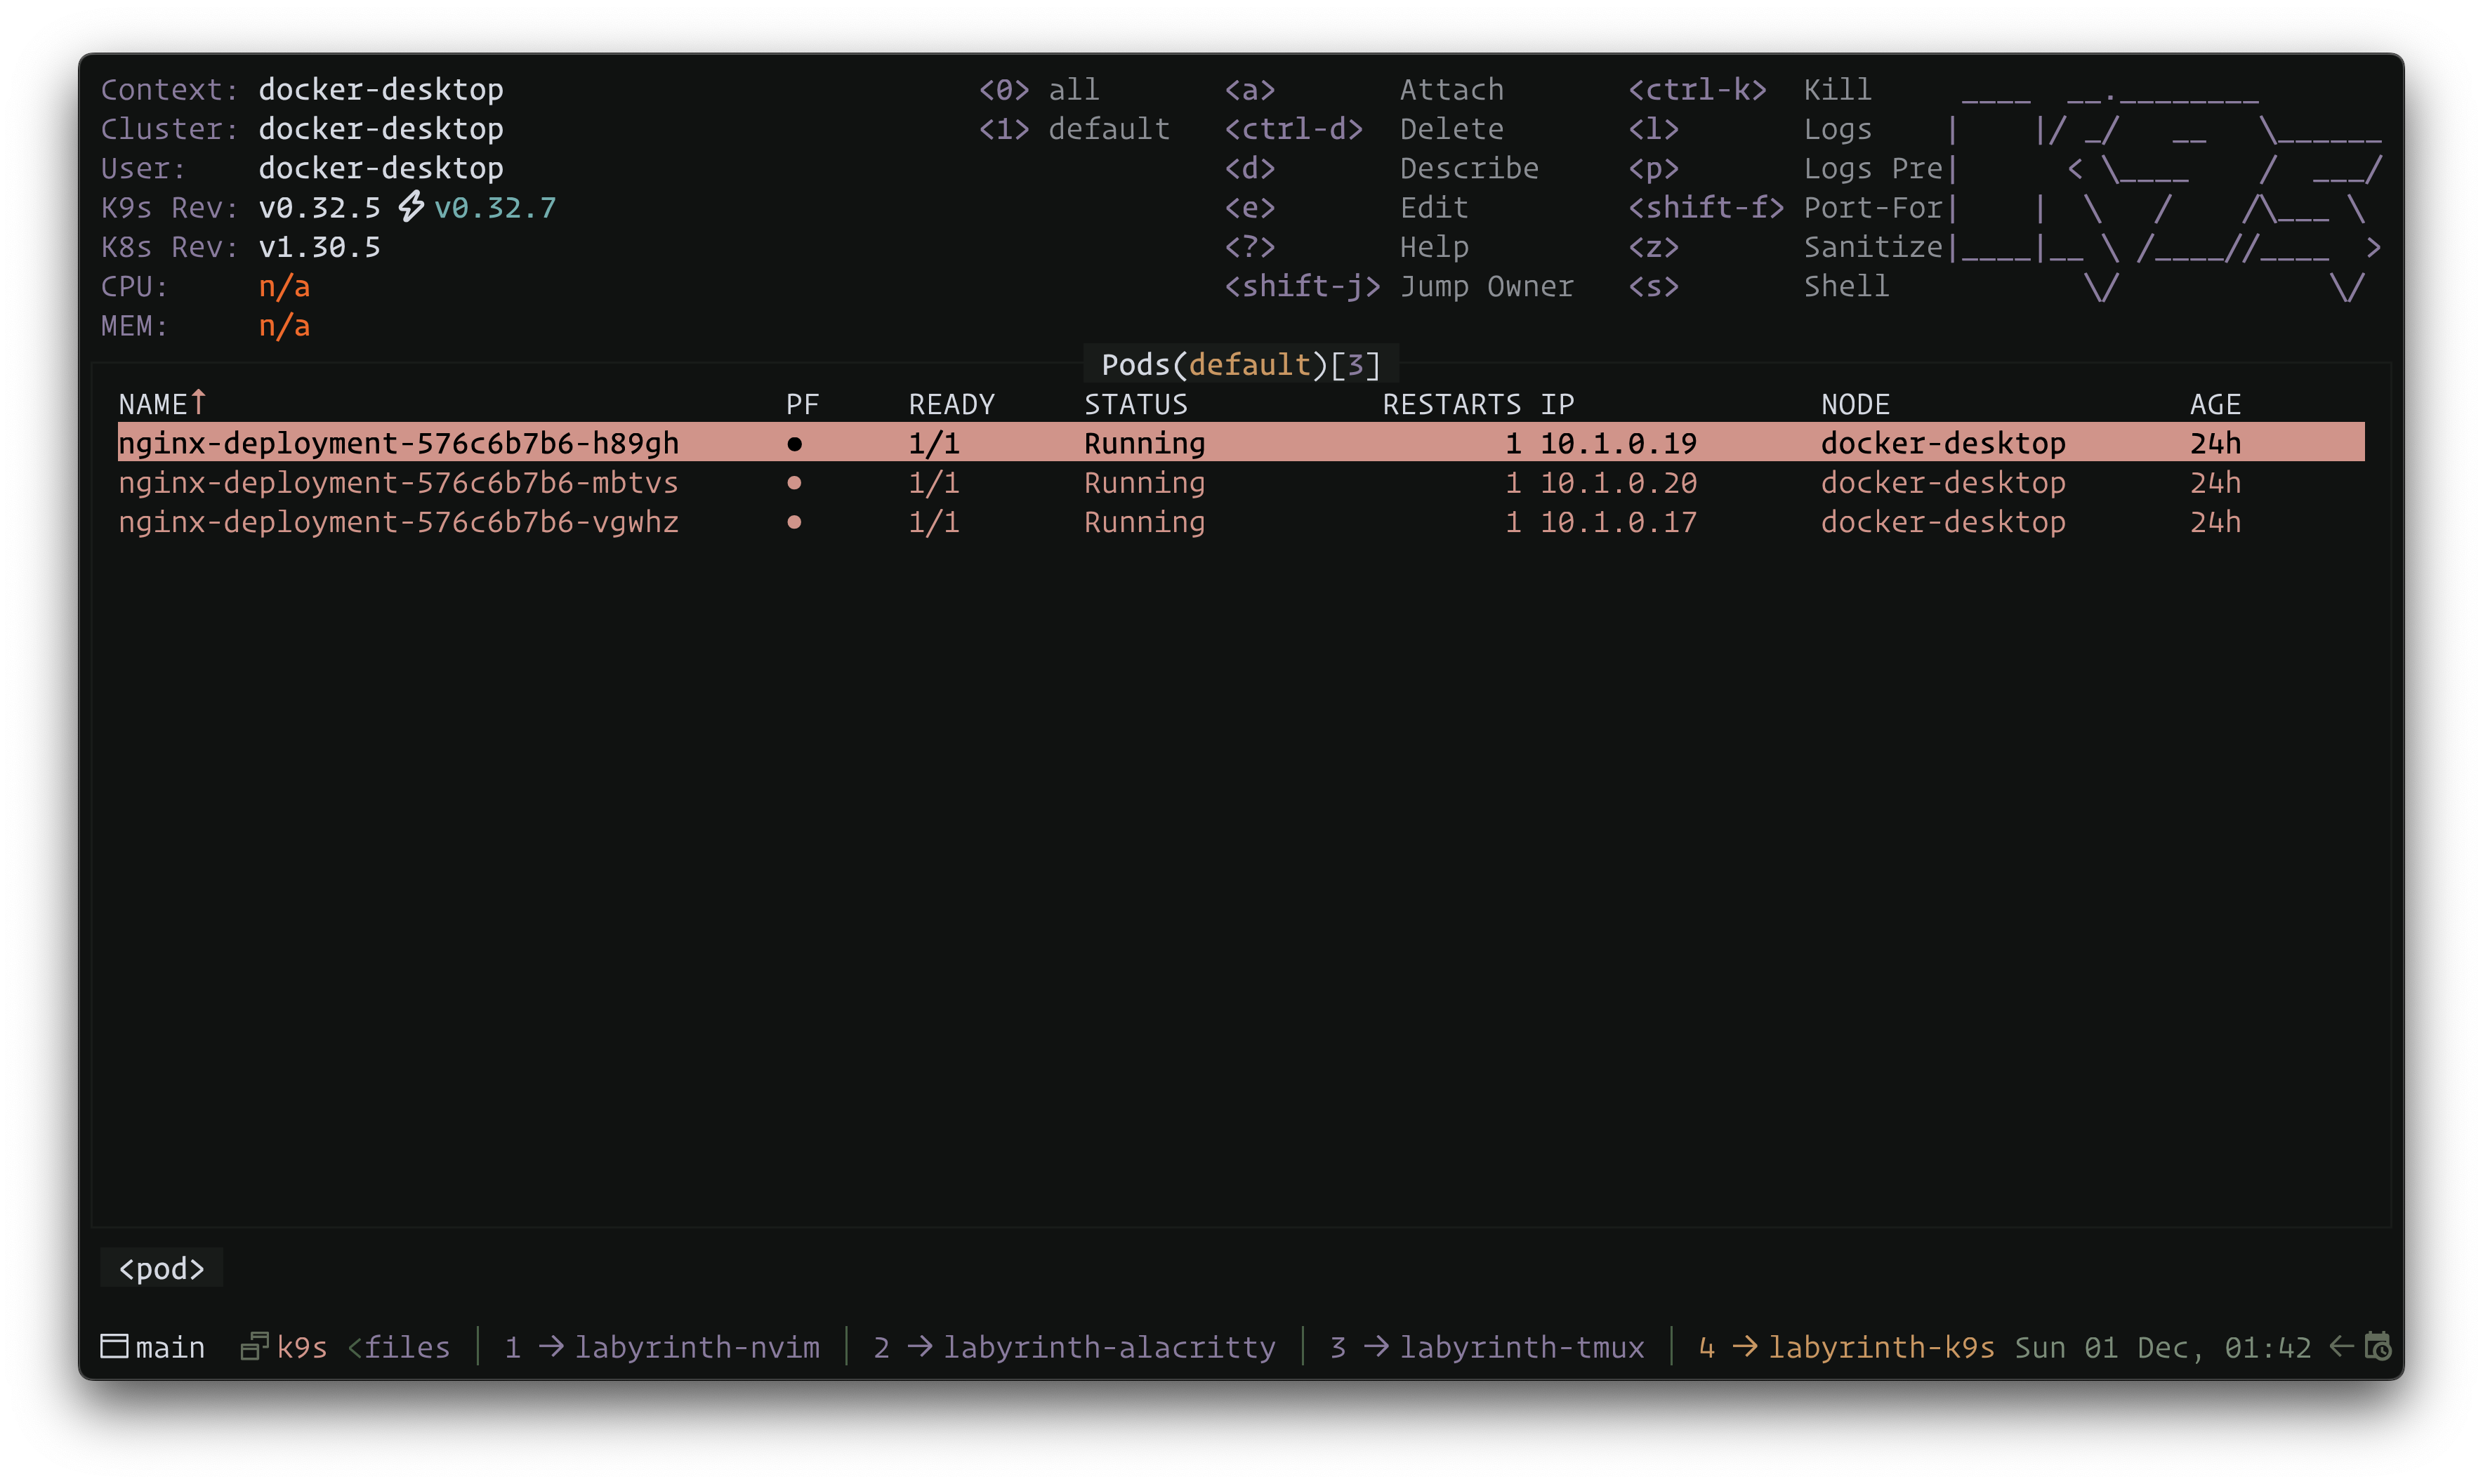 Context: docker-desktop <0> all <a> Attach <ctrl-k> Kill
Cluster: docker-desktop <1> default <ctrl-d> Delete <l> Logs
User: docker-desktop <d> Describe <p> Logs Pre
K9s Rev: v0.32.5 ⚡v0.32.7 <e> Edit <shift-f> Port-For
K8s Rev: v1.30.5 <?> Help <z> Sanitize
CPU: n/a <shift-j> Jump Owner <s> Shell
MEM: n/a
Pods(default)[3]
NAME↑ PF READY STATUS RESTARTS IP NODE AGE
nginx-deployment-576c6b7b6-h89gh ● 1/1 Running 1 10.1.0.19 docker-desktop 24h
nginx-deployment-576c6b7b6-mbtvs ● 1/1 Running 1 10.1.0.20 docker-desktop 24h
nginx-deployment-576c6b7b6-vgwhz ● 1/1 Running 1 10.1.0.17 docker-desktop 24h
<pod>
main k9s <files │ 1 → labyrinth-nvim │ 2 → labyrinth-alacritty │ 3 → labyrinth-tmux │ 4 → labyrinth-k9s Sun 01 Dec, 01:42 ←